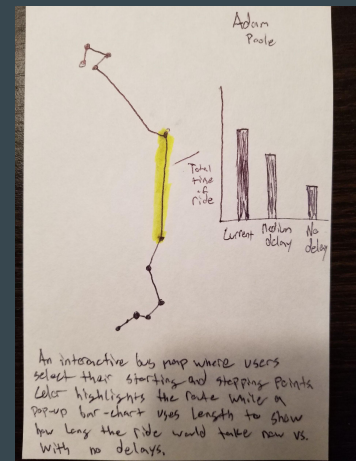 Adam
Poole
Total
time
of
ride
Current
Medium
delay
No
delay
An interactive bus map where users
select their starting and stopping points.
Color highlights the route while a
pop-up bar-chart uses length to show
how long the ride would take now vs.
with no delays.